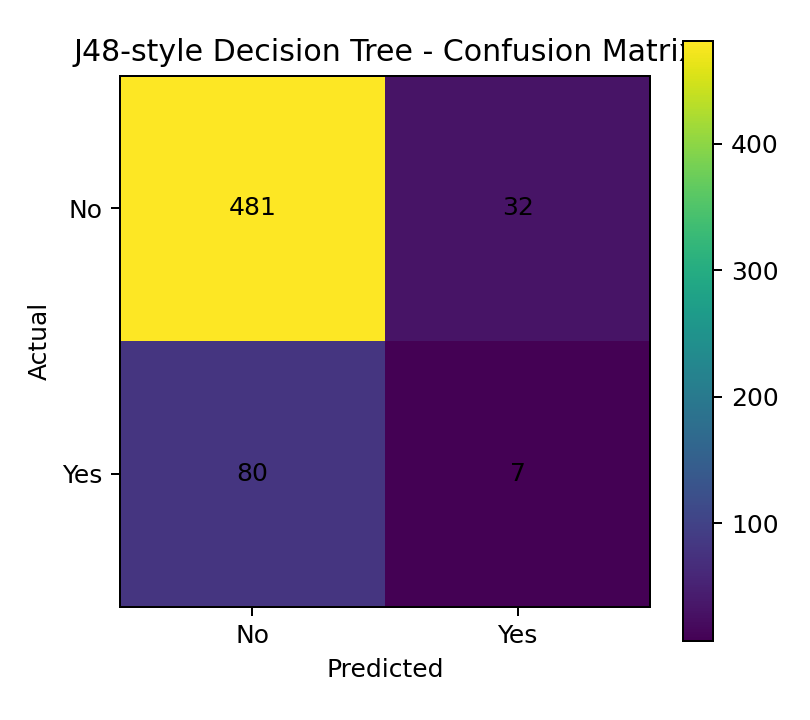 J48-style Decision Tree - Confusion Matrix
400
No
481
32
300
Actual
200
Yes
80
7
100
No
Yes
Predicted